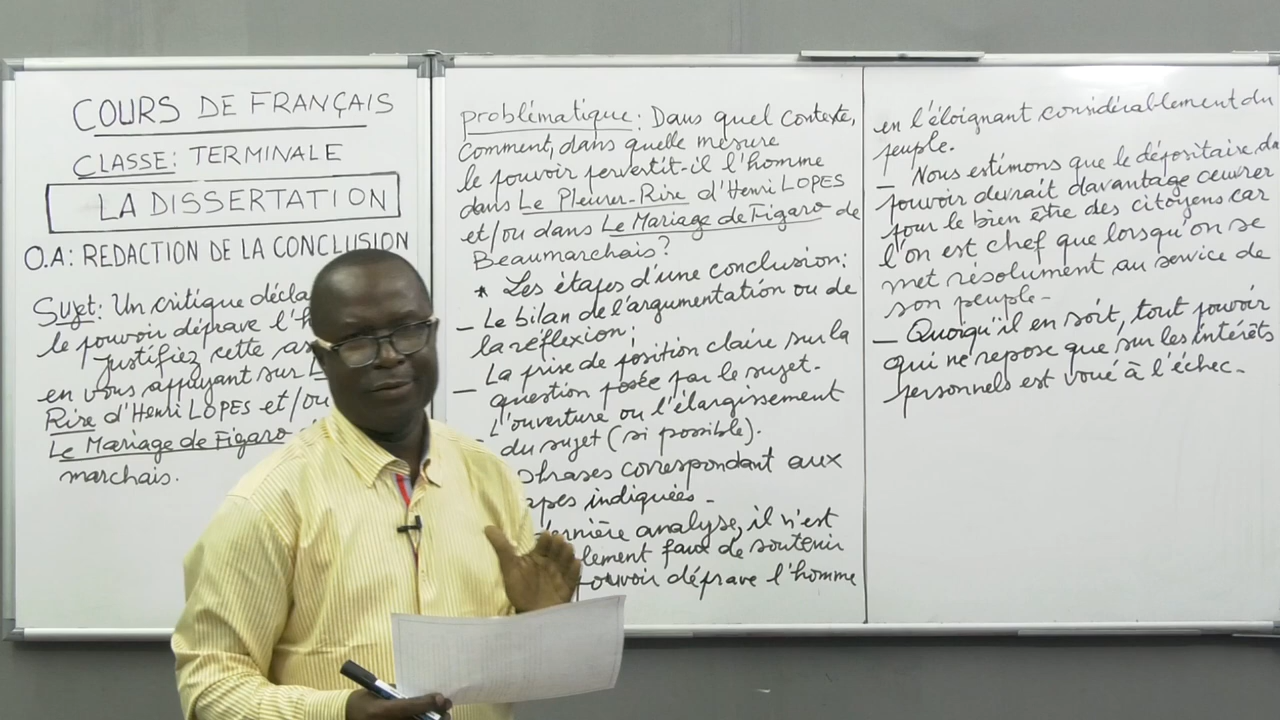 COURS DE FRANÇAIS
CLASSE: TERMINALE
LA DISSERTATION
O.A: REDACTION DE LA CONCLUSION
Sujet: Un critique
le pouvoir déprave
Justifiez cette
en vous appuyant sur
Rire d'Henri LOPES et/ou
Le Mariage de Figaro
marchais.
problématique: Dans quel contexte,
comment, dans quelle mesure
le pouvoir pervertit-il l'homme
dans Le Pleurer-Rire d'Henri LOPES
et/ou dans Le Mariage de Figaro de
Beaumarchais?
* Les étapes d'une conclusion:
- Le bilan de l'argumentation ou de
la réflexion;
- La prise de position claire sur la
question posée par le sujet.
- L'ouverture ou l'élargissement
du sujet (si possible).
phrases correspondant aux
indiquées -
dernière analyse, il n'est
faux de soutenir
pouvoir déprave l'homme
en l'éloignant considérablement du
peuple.
- Nous estimons que le dépositaire du
pouvoir devrait davantage œuvrer
pour le bien être des citoyens car
l'on est chef que lorsqu'on se
met résolument au service de
son peuple-
- Quoiqu'il en soit, tout pouvoir
qui ne repose que sur les intérêts
personnels est voué à l'échec-